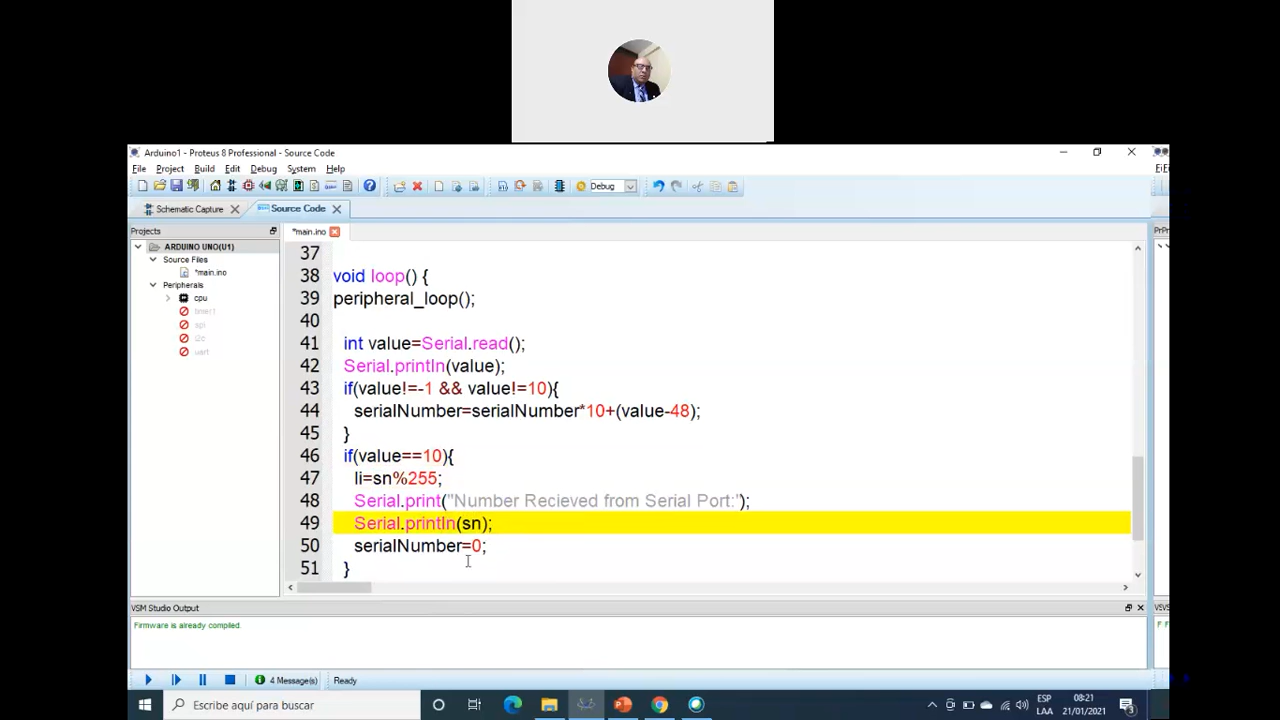 Arduino1 - Proteus 8 Professional - Source Code
File Project Build Edit Debug System Help
Debug
Schematic Capture Source Code
Projects
*main.ino
ARDUINO UNO(U1)
Source Files
*main.ino
Peripherals
cpu
timer1
spi
i2c
uart
37
38 void loop() {
39 peripheral_loop();
40
41 int value=Serial.read();
42 Serial.println(value);
43 if(value!=-1 && value!=10){
44 serialNumber=serialNumber*10+(value-48);
45 }
46 if(value==10){
47 li=sn%255;
48 Serial.print("Number Recieved from Serial Port:");
49 Serial.println(sn);
50 serialNumber=0;
51 }
VSM Studio Output
Firmware is already compiled.
4 Message(s) Ready
Escribe aquí para buscar
ESP
LAA
08:21
21/01/2021
3